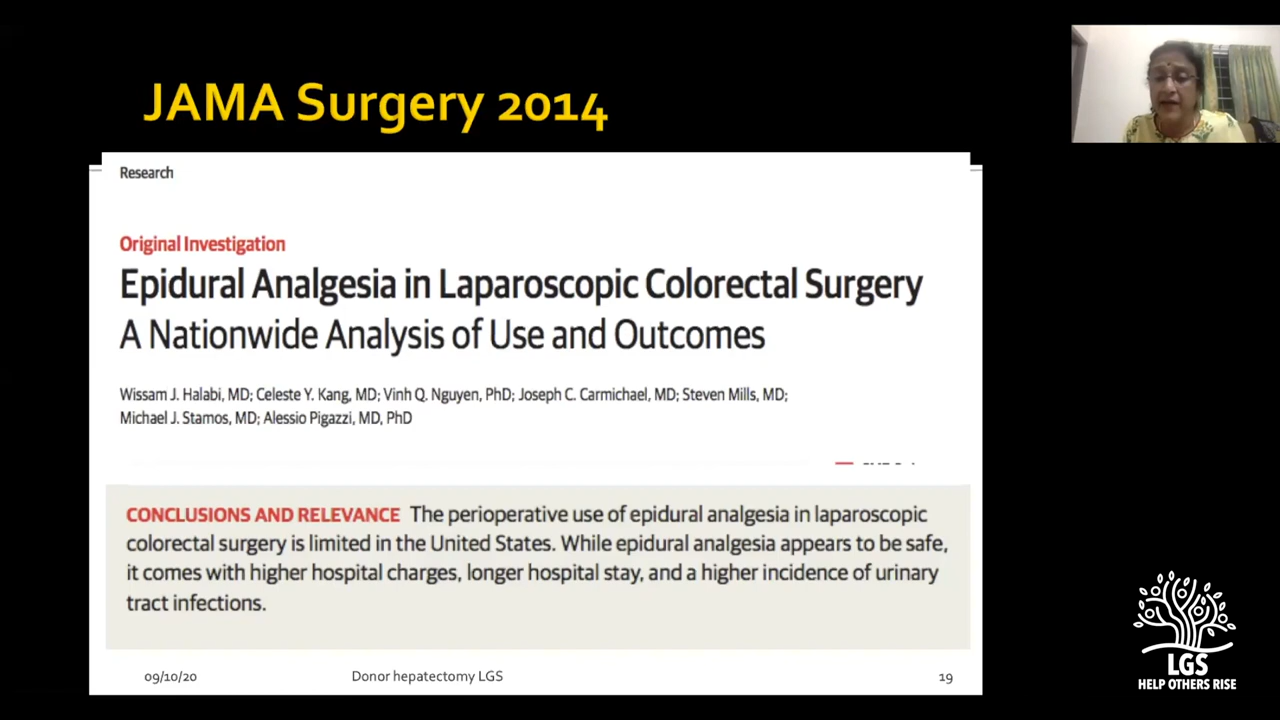 JAMA Surgery 2014
Research
Original Investigation
Epidural Analgesia in Laparoscopic Colorectal Surgery
A Nationwide Analysis of Use and Outcomes
Wissam J. Halabi, MD; Celeste Y. Kang, MD; Vinh Q. Nguyen, PhD; Joseph C. Carmichael, MD; Steven Mills, MD;
Michael J. Stamos, MD; Alessio Pigazzi, MD, PhD
CONCLUSIONS AND RELEVANCE The perioperative use of epidural analgesia in laparoscopic
colorectal surgery is limited in the United States. While epidural analgesia appears to be safe,
it comes with higher hospital charges, longer hospital stay, and a higher incidence of urinary
tract infections.
09/10/20
Donor hepatectomy LGS
19
LGS
HELP OTHERS RISE